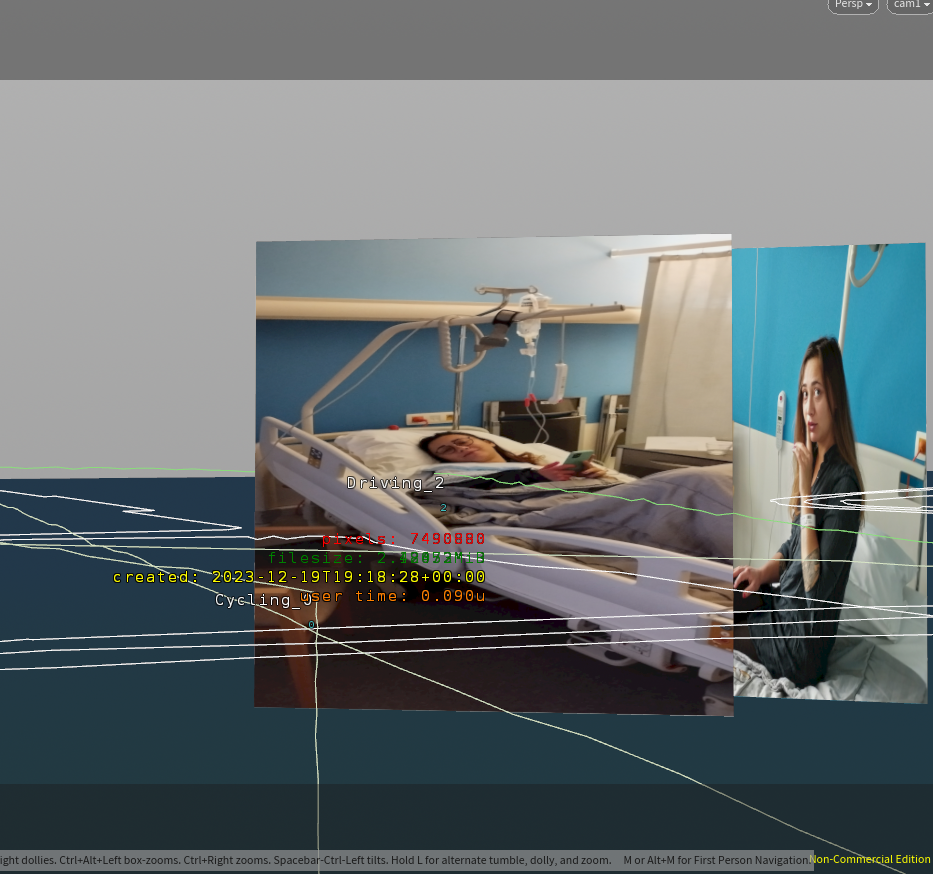 Persp cam1
Driving_2
2
pixels:
filesize: 2.
created: 2023-12-19T19:18:28+00:00
Cycling_0
user time: 0.090u
0
ight dollies. Ctrl+Alt+Left box-zooms. Ctrl+Right zooms. Spacebar-Ctrl-Left tilts. Hold L for alternate tumble, dolly, and zoom. M or Alt+M for First Person Navigation.
Non-Commercial Edition